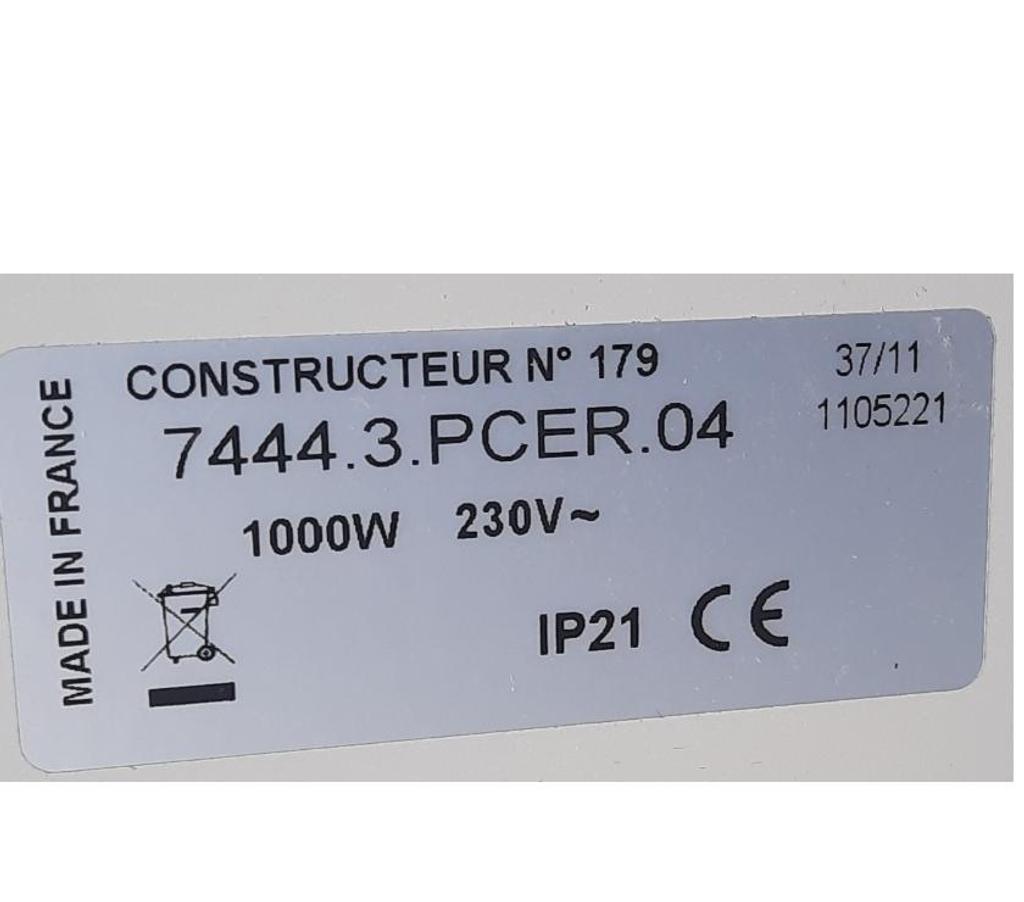 MADE IN FRANCE
CONSTRUCTEUR N° 179
37/11
7444.3.PCER.04
1105221
1000W 230V~
IP21 CE